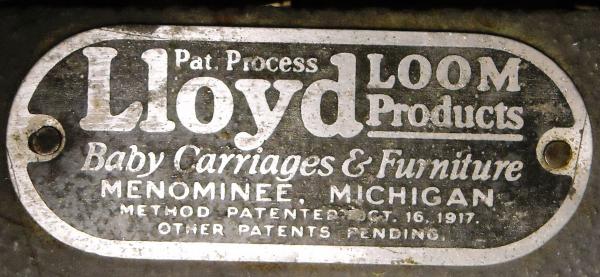 Pat. Process
Lloyd LOOM Products
Baby Carriages & Furniture
MENOMINEE, MICHIGAN
METHOD PATENTED OCT. 16, 1917.
OTHER PATENTS PENDING.